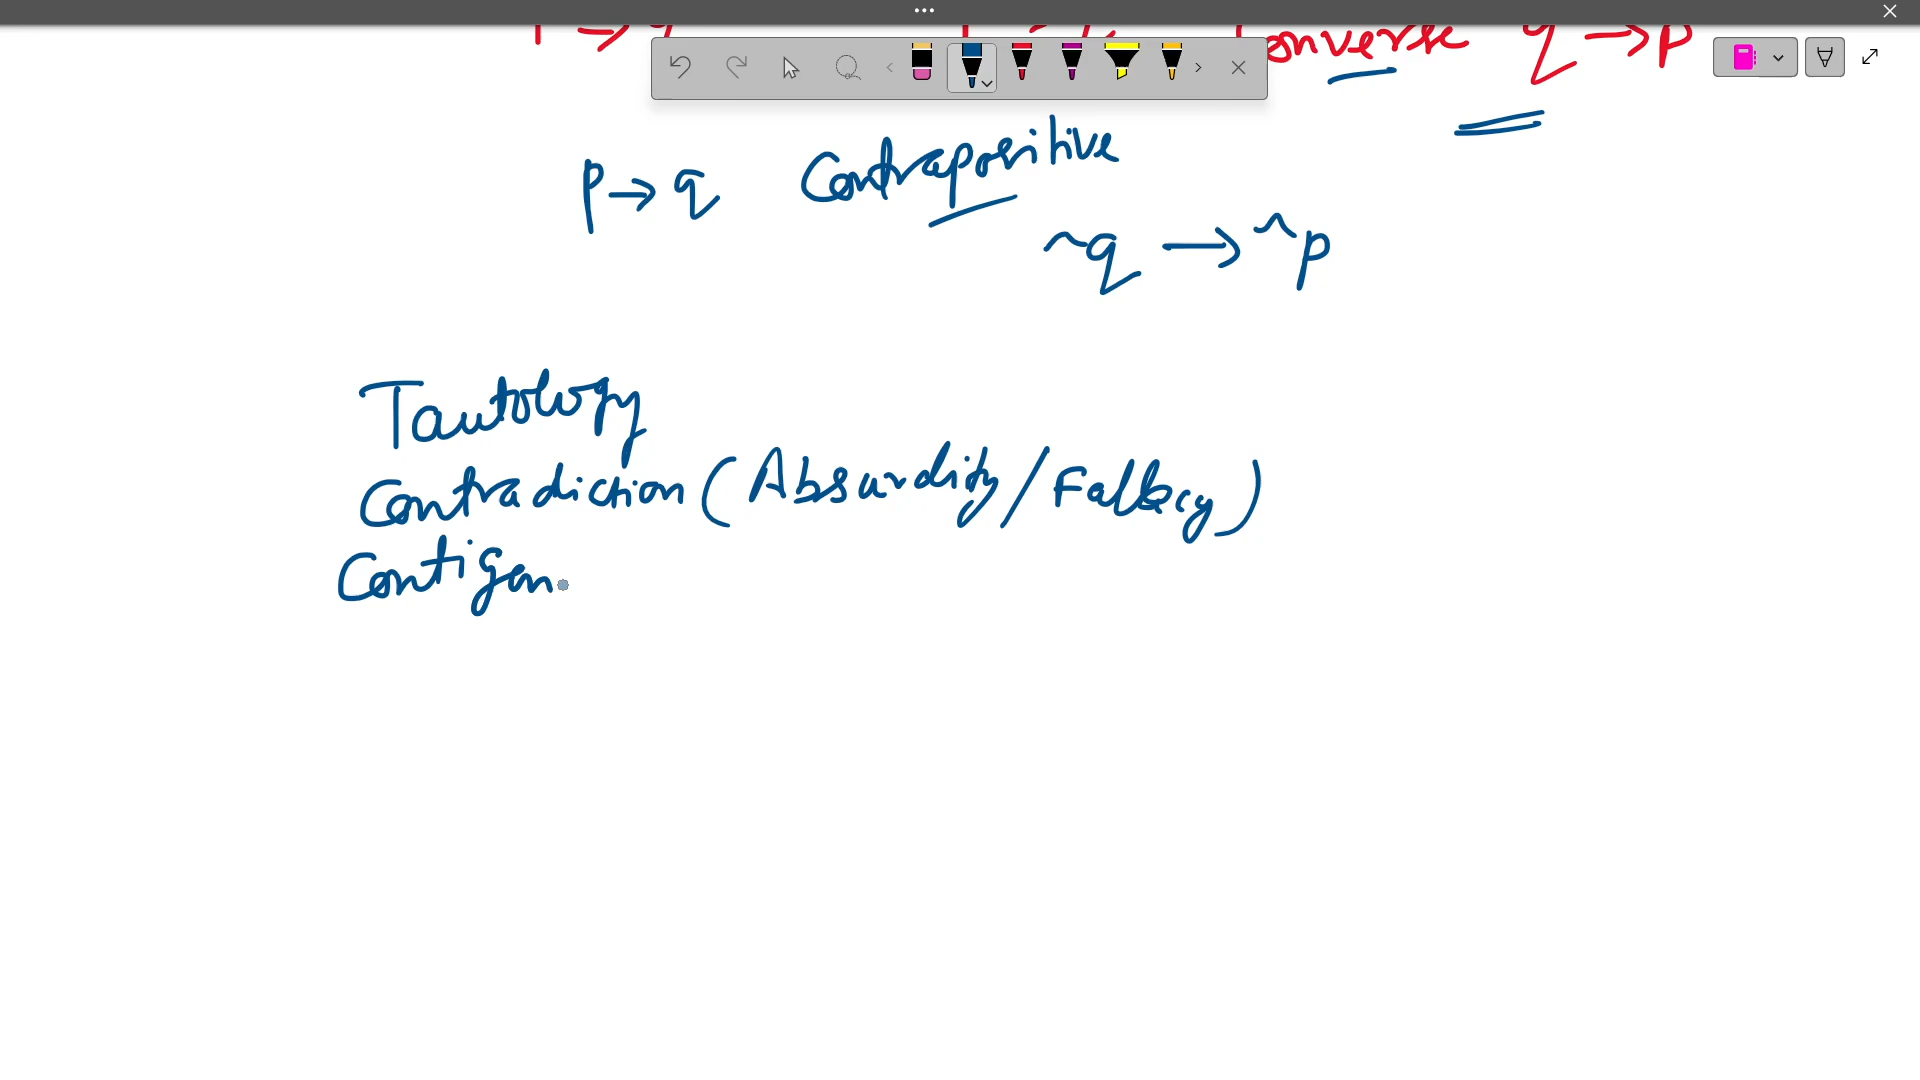 Converse q → p
p → q Contrapositive
~q → ~p
Tautology
Contradiction (Absurdity/Fallacy)
Contigen